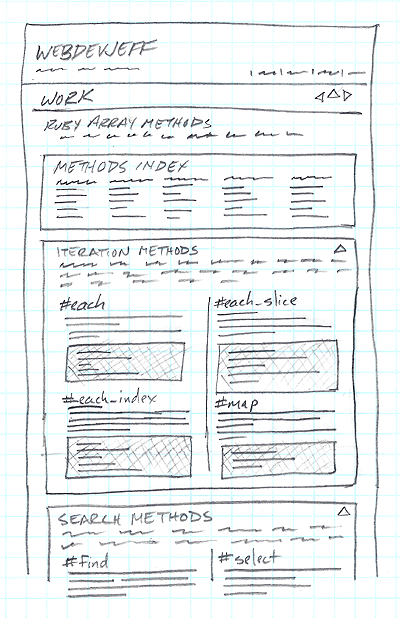 WEBDEVJEFF
WORK
RUBY ARRAY METHODS
METHODS INDEX
ITERATION METHODS
#each
#each_slice
#each_index
#map
SEARCH METHODS
#find
#select